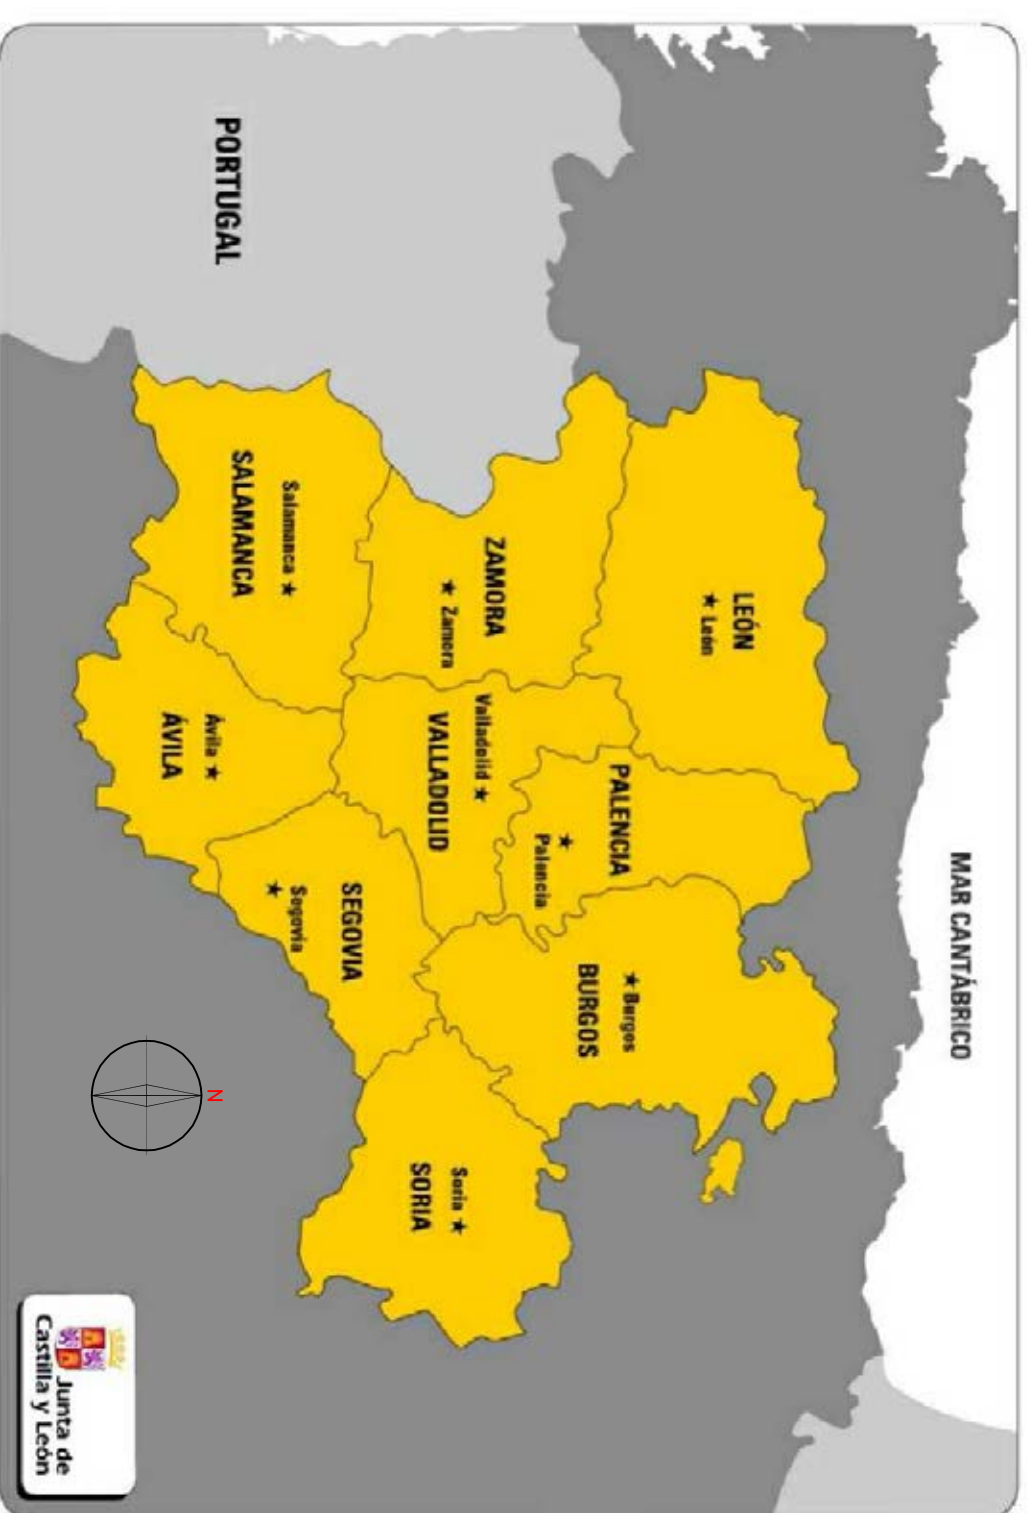 MAR CANTÁBRICO
LEÓN
León
PALENCIA
Palencia
Burgos
BURGOS
ZAMORA
Zamora
Valladolid
VALLADOLID
Soria
SORIA
SEGOVIA
Segovia
Salamanca
SALAMANCA
PORTUGAL
Ávila
ÁVILA
N
Junta de
Castilla y León